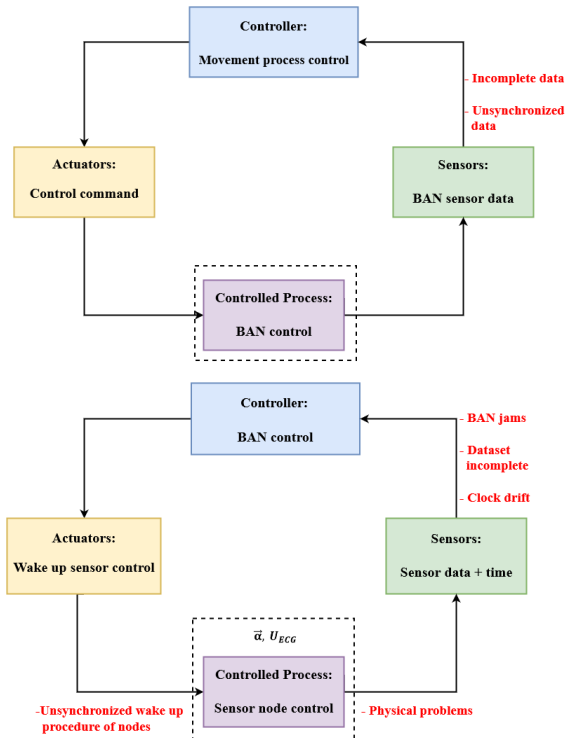 Controller:
Movement process control
- Incomplete data
- Unsynchronized
data
Actuators:
Control command
Sensors:
BAN sensor data
Controlled Process:
BAN control
Controller:
BAN control
- BAN jams
- Dataset
incomplete
- Clock drift
Actuators:
Wake up sensor control
Sensors:
Sensor data + time
α⃗, U_ECG
Controlled Process:
Sensor node control
-Unsynchronized wake up
procedure of nodes
- Physical problems